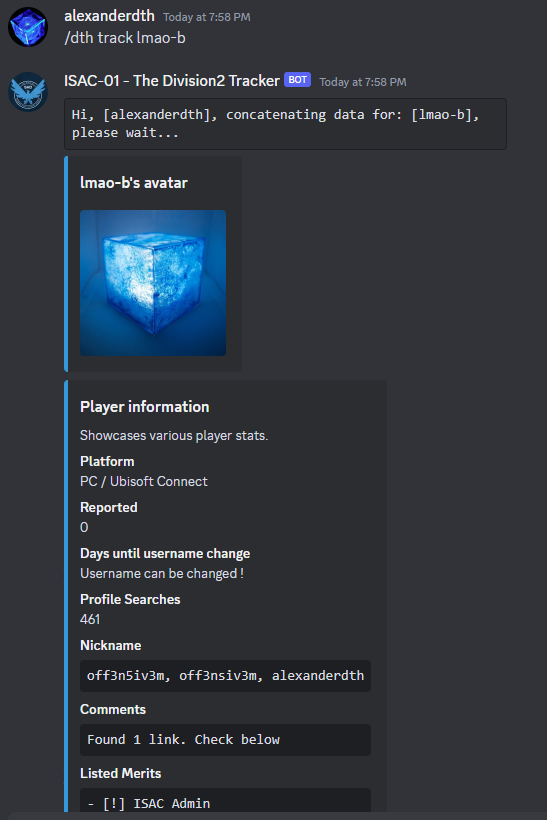 alexanderdth Today at 7:58 PM
/dth track lmao-b
ISAC-01 - The Division2 Tracker BOT Today at 7:58 PM
Hi, [alexanderdth], concatenating data for: [lmao-b],
please wait...
lmao-b's avatar
Player information
Showcases various player stats.
Platform
PC / Ubisoft Connect
Reported
0
Days until username change
Username can be changed !
Profile Searches
461
Nickname
off3n5iv3m, off3nsiv3m, alexanderdth
Comments
Found 1 link. Check below
Listed Merits
- [!] ISAC Admin